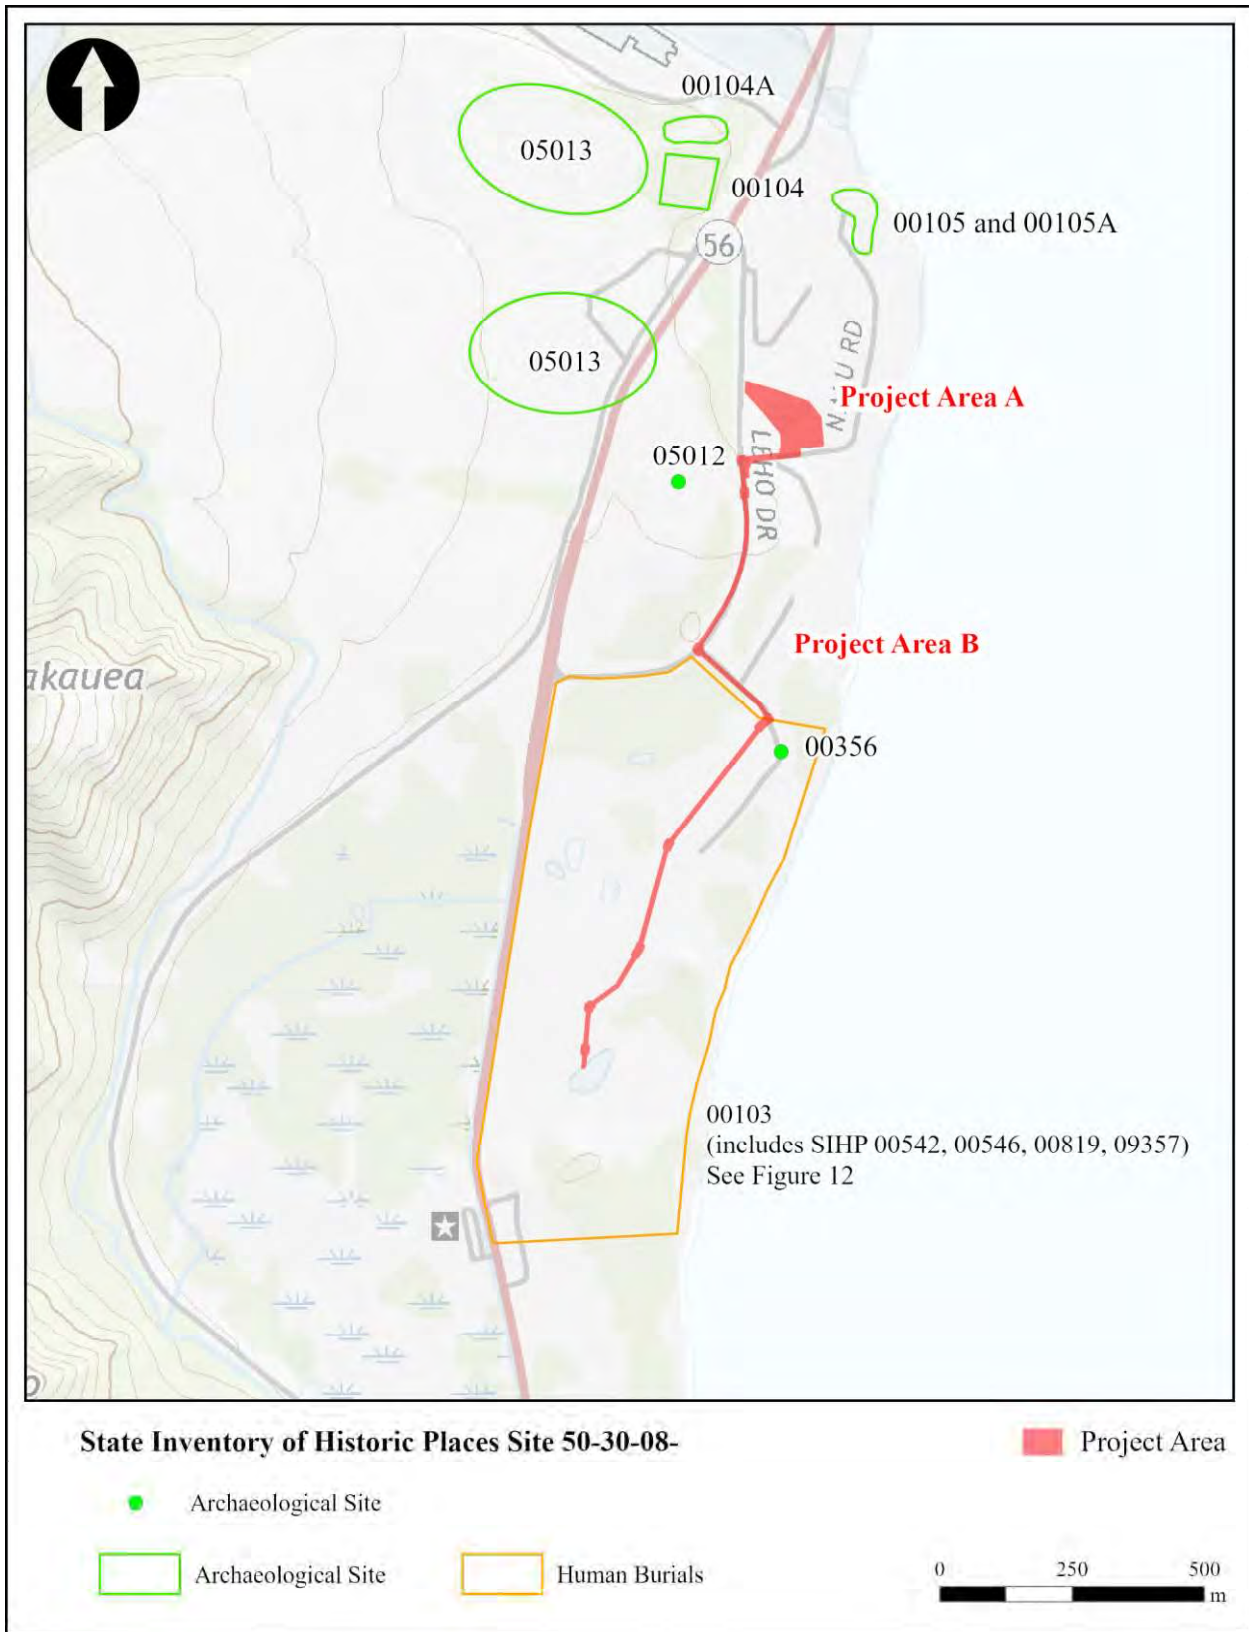 00104A
05013
00104
00105 and 00105A
56
05013
RD
Project Area A
05012
LEHO DR
Project Area B
akauea
00356
00103
(includes SIHP 00542, 00546, 00819, 09357)
See Figure 12
State Inventory of Historic Places Site 50-30-08-
Project Area
Archaeological Site
Archaeological Site
Human Burials
0 250 500
m